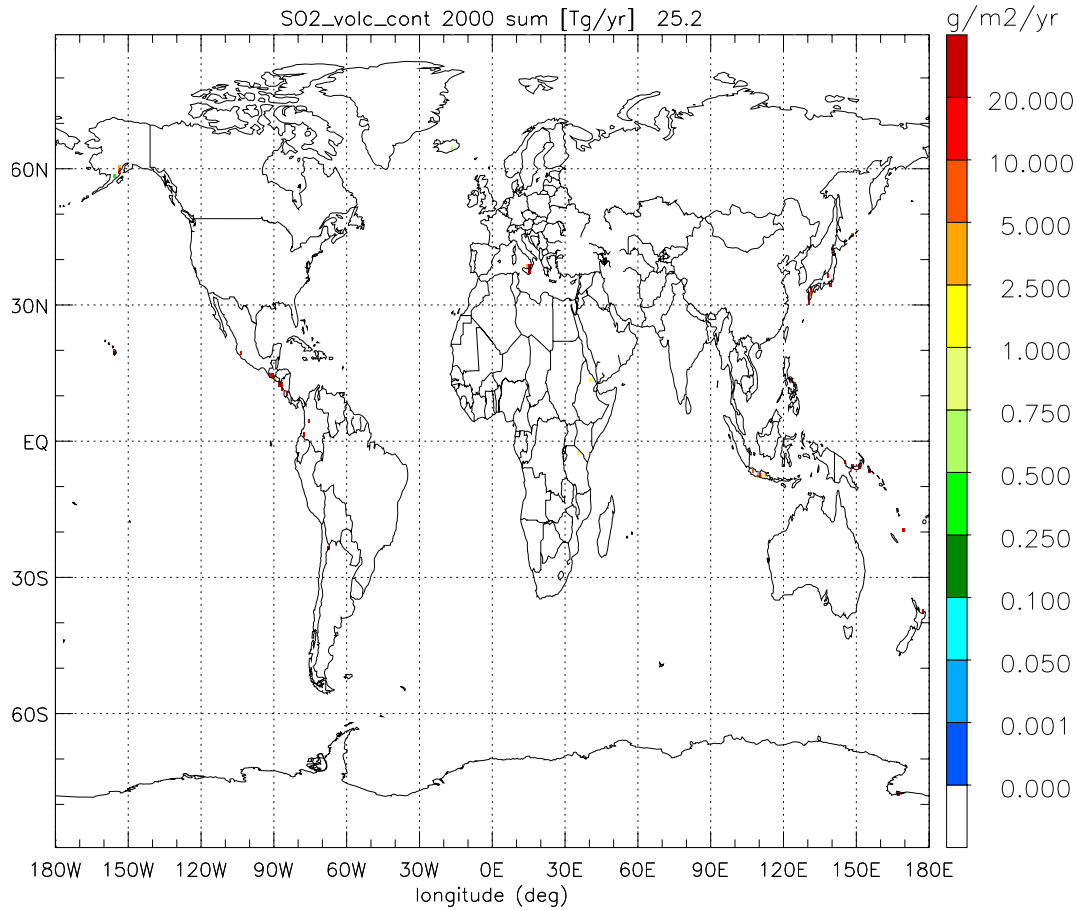 SO2_volc_cont 2000 sum [Tg/yr] 25.2
g/m2/yr
20.000
10.000
5.000
2.500
1.000
0.750
0.500
0.250
0.100
0.050
0.001
0.000
60N
30N
EQ
30S
60S
180W 150W 120W 90W 60W 30W 0E 30E 60E 90E 120E 150E 180E
longitude (deg)